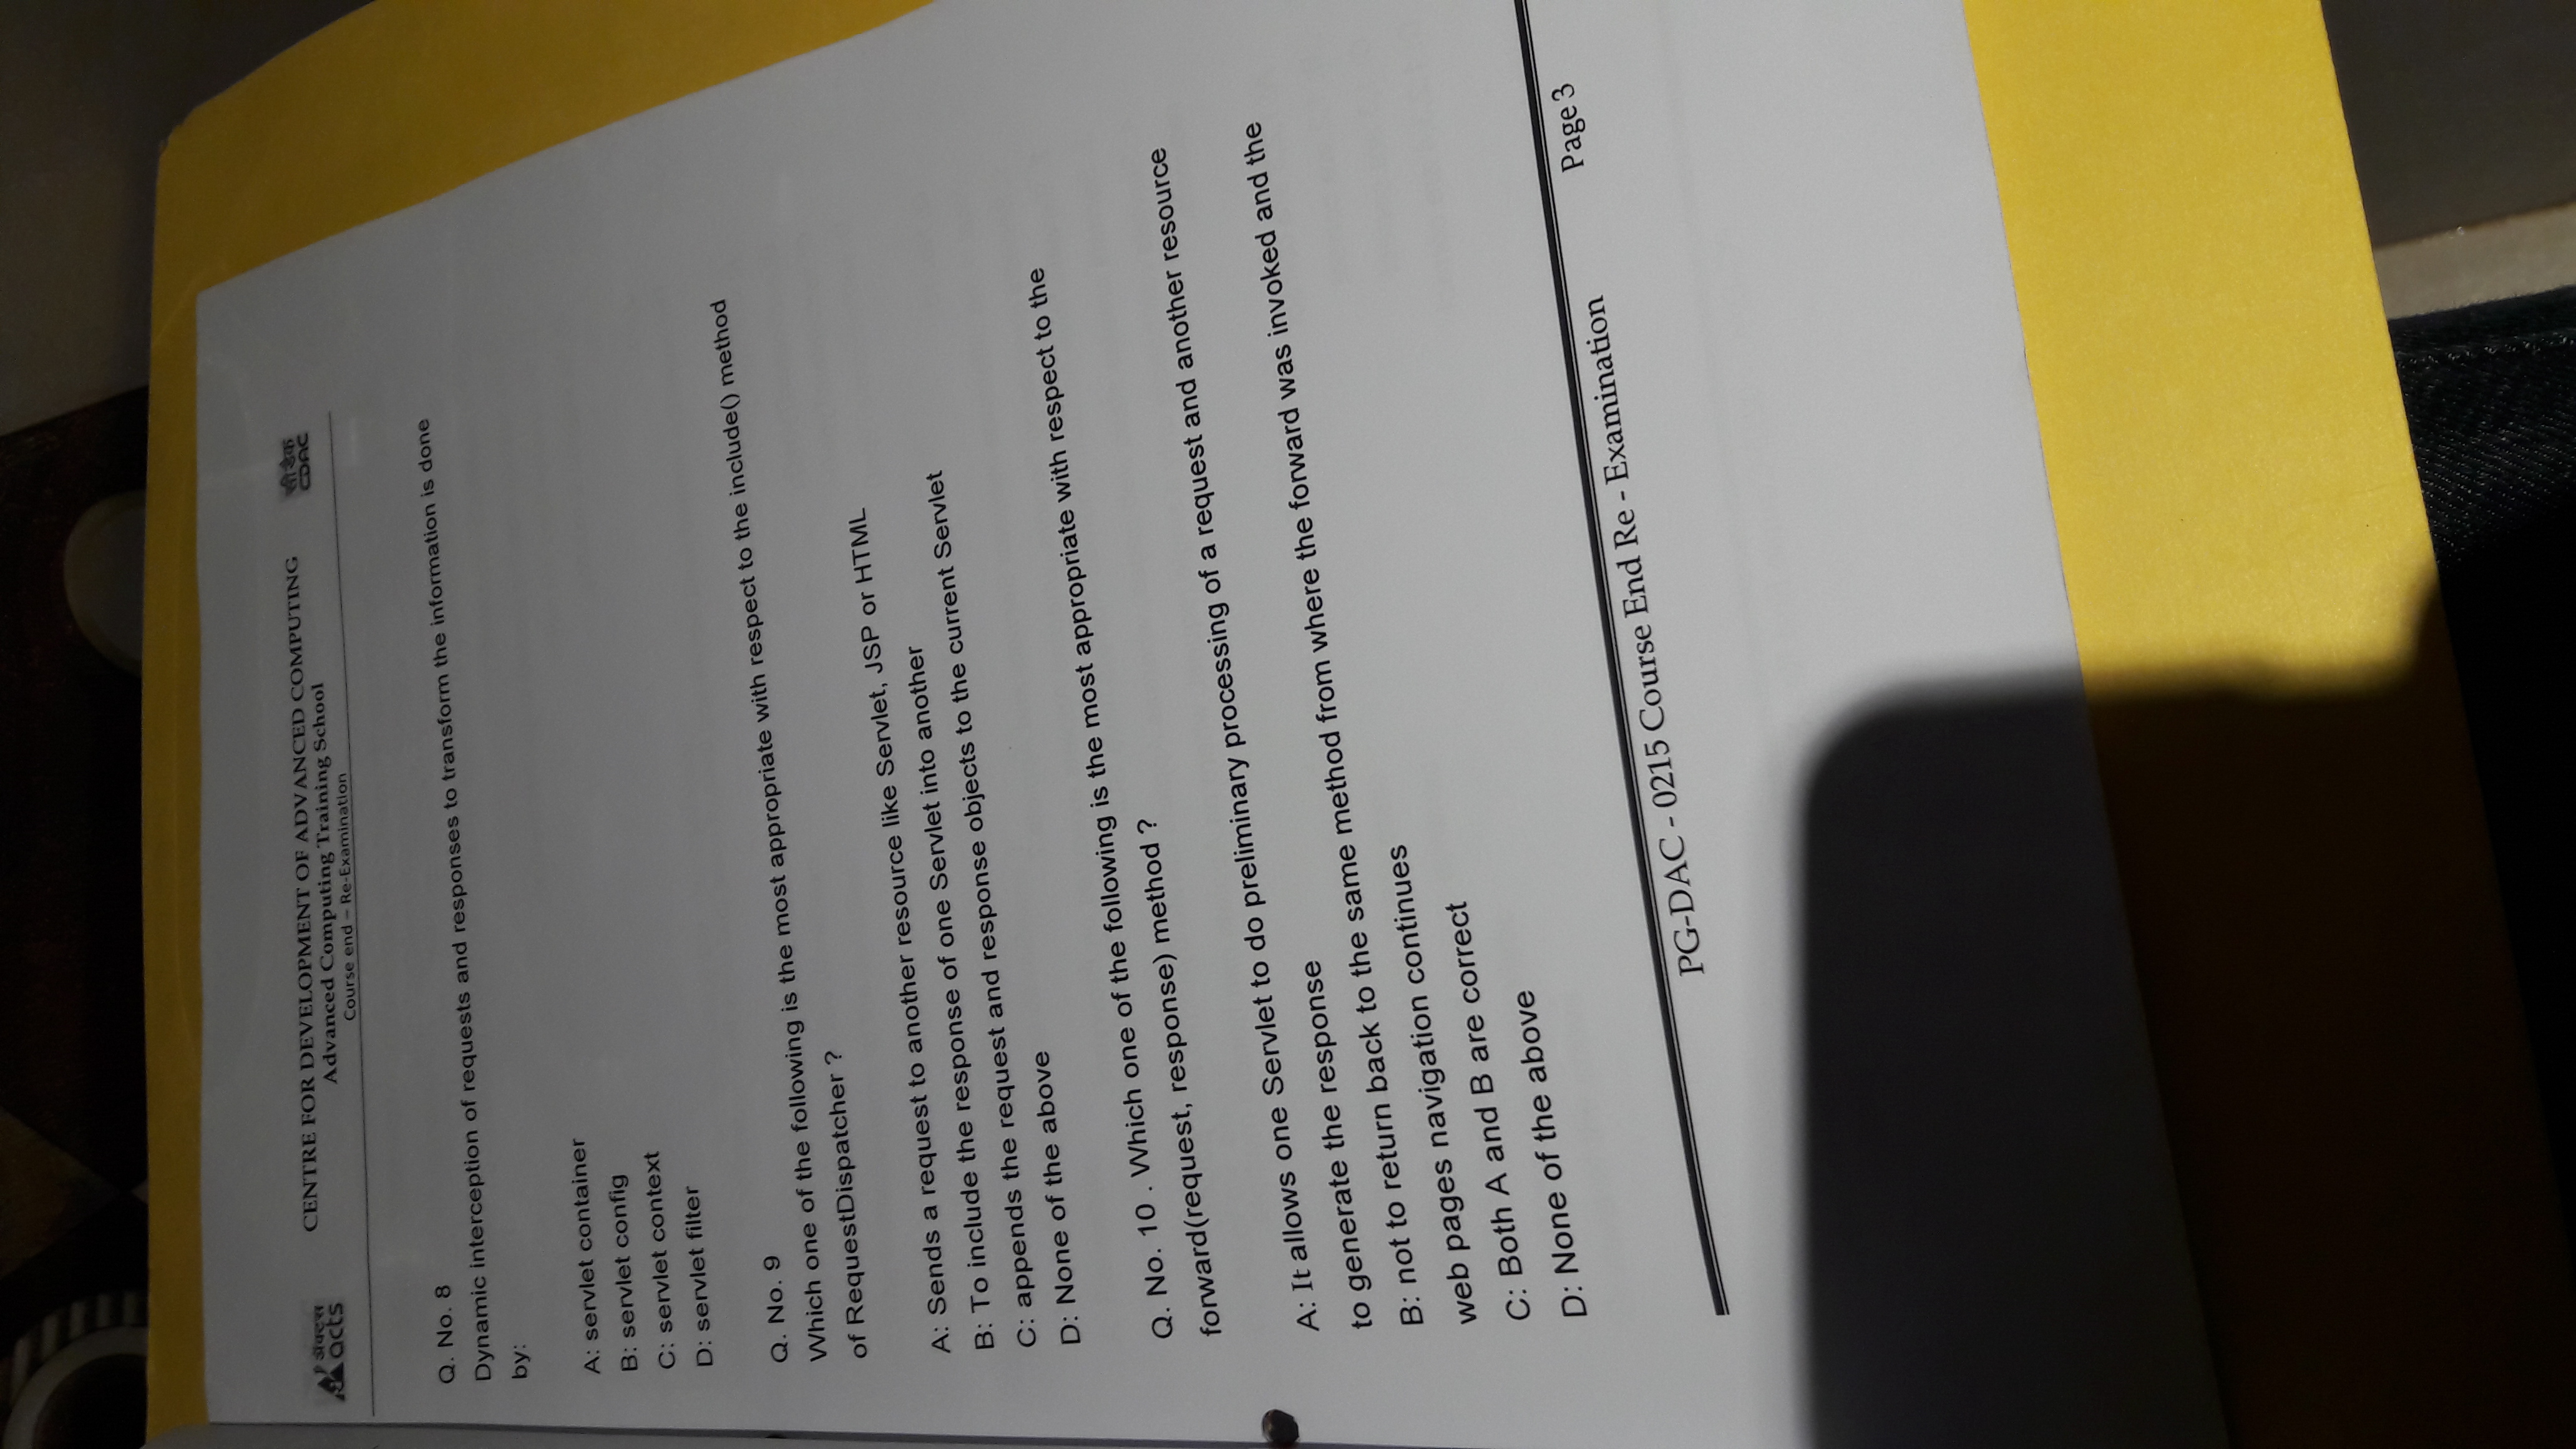 अ‍ॅक्ट्स
acts
CENTRE FOR DEVELOPMENT OF ADVANCED COMPUTING
Advanced Computing Training School
Course end – Re-Examination
सी डैक
CDAC
Q. No. 8
Dynamic interception of requests and responses to transform the information is done
by:
A: servlet container
B: servlet config
C: servlet context
D: servlet filter
Q. No. 9
Which one of the following is the most appropriate with respect to the include() method
of RequestDispatcher ?
A: Sends a request to another resource like Servlet, JSP or HTML
B: To include the response of one Servlet into another
C: appends the request and response objects to the current Servlet
D: None of the above
Q. No. 10 . Which one of the following is the most appropriate with respect to the
forward(request, response) method ?
A: It allows one Servlet to do preliminary processing of a request and another resource
to generate the response
B: not to return back to the same method from where the forward was invoked and the
web pages navigation continues
C: Both A and B are correct
D: None of the above
PG-DAC - 0215 Course End Re - Examination
Page 3